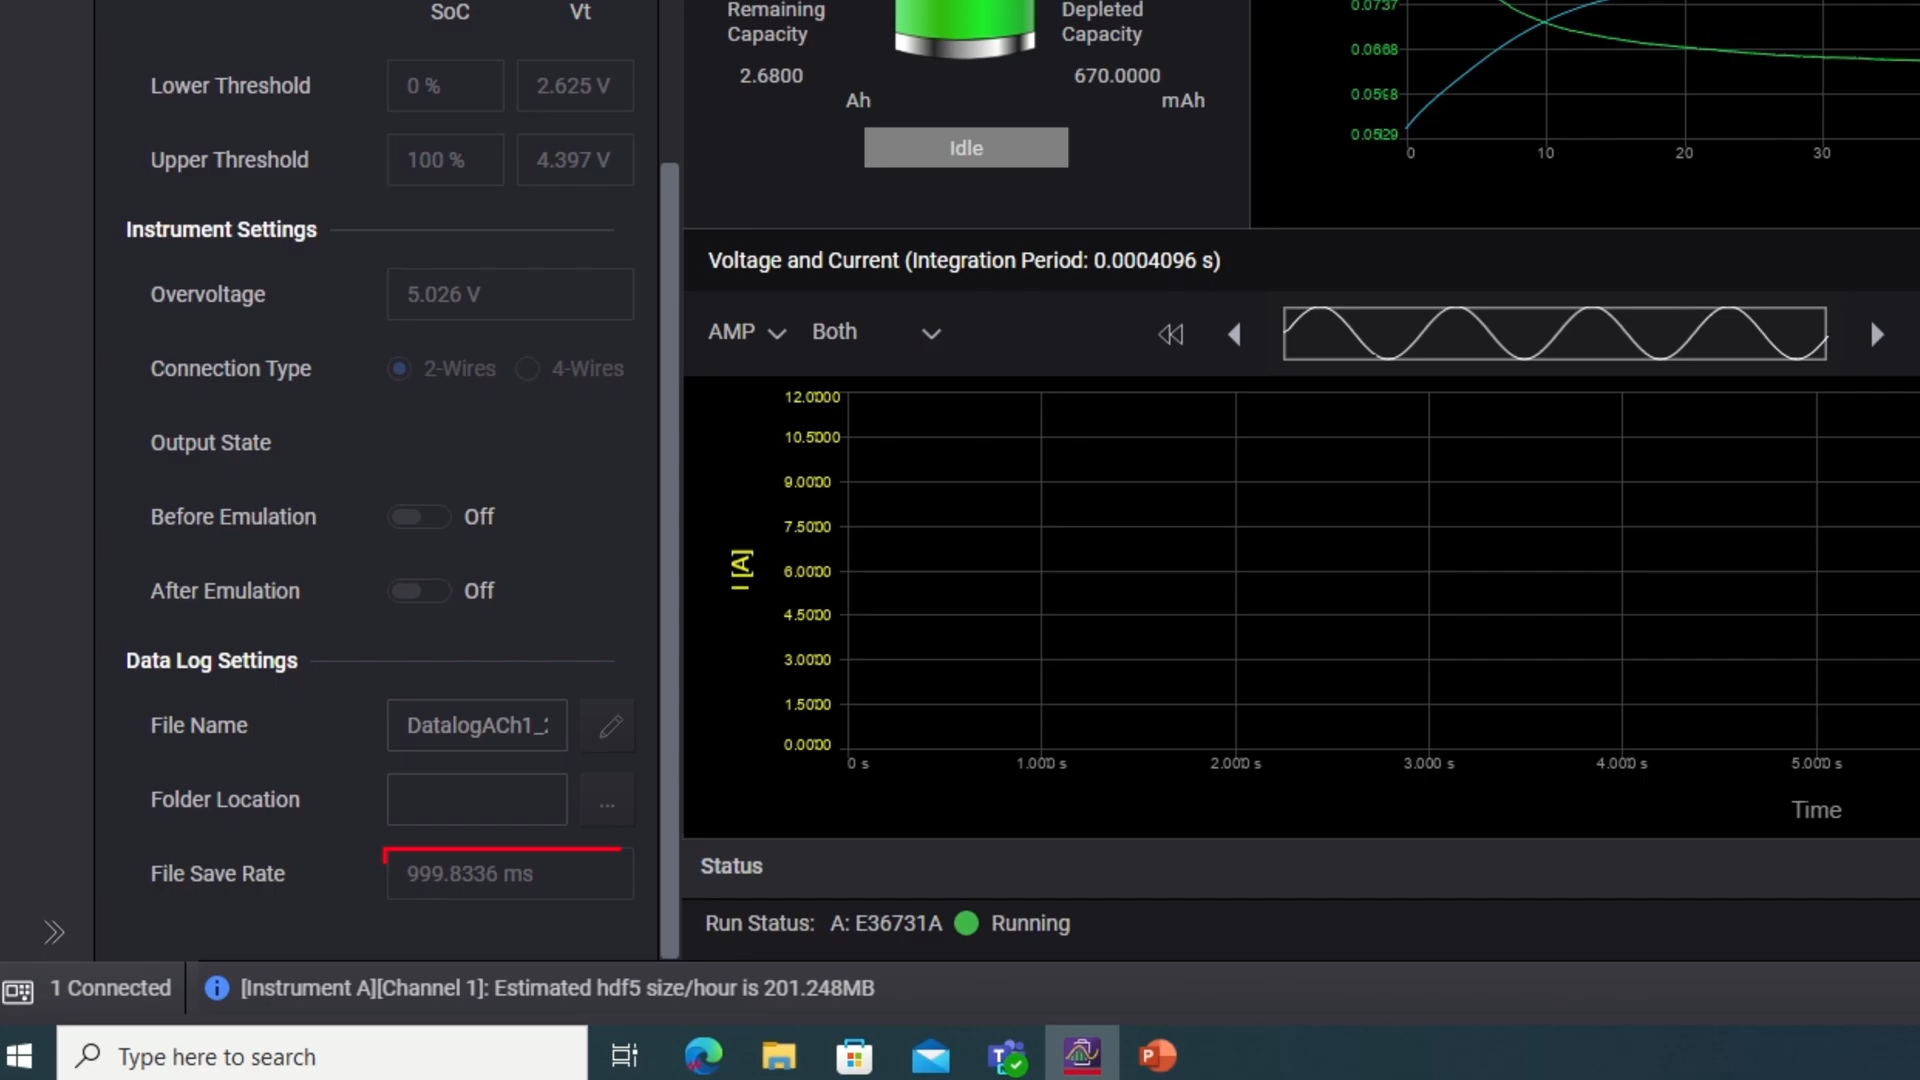 SoC Vt
Lower Threshold 0 % 2.625 V
Upper Threshold 100 % 4.397 V
Instrument Settings
Overvoltage 5.026 V
Connection Type 2-Wires 4-Wires
Output State
Before Emulation Off
After Emulation Off
Data Log Settings
File Name DatalogACh1_
Folder Location ...
File Save Rate 999.8336 ms
Remaining
Capacity
2.6800
Ah
Depleted
Capacity
670.0000
mAh
Idle
0.0737
0.0668
0.0598
0.0529
0 10 20 30
Voltage and Current (Integration Period: 0.0004096 s)
AMP Both
I [A]
12.0000
10.5000
9.0000
7.5000
6.0000
4.5000
3.0000
1.5000
0.0000
0 s 1.000 s 2.000 s 3.000 s 4.000 s 5.000 s
Time
Status
Run Status: A: E36731A Running
1 Connected [Instrument A][Channel 1]: Estimated hdf5 size/hour is 201.248MB
Type here to search